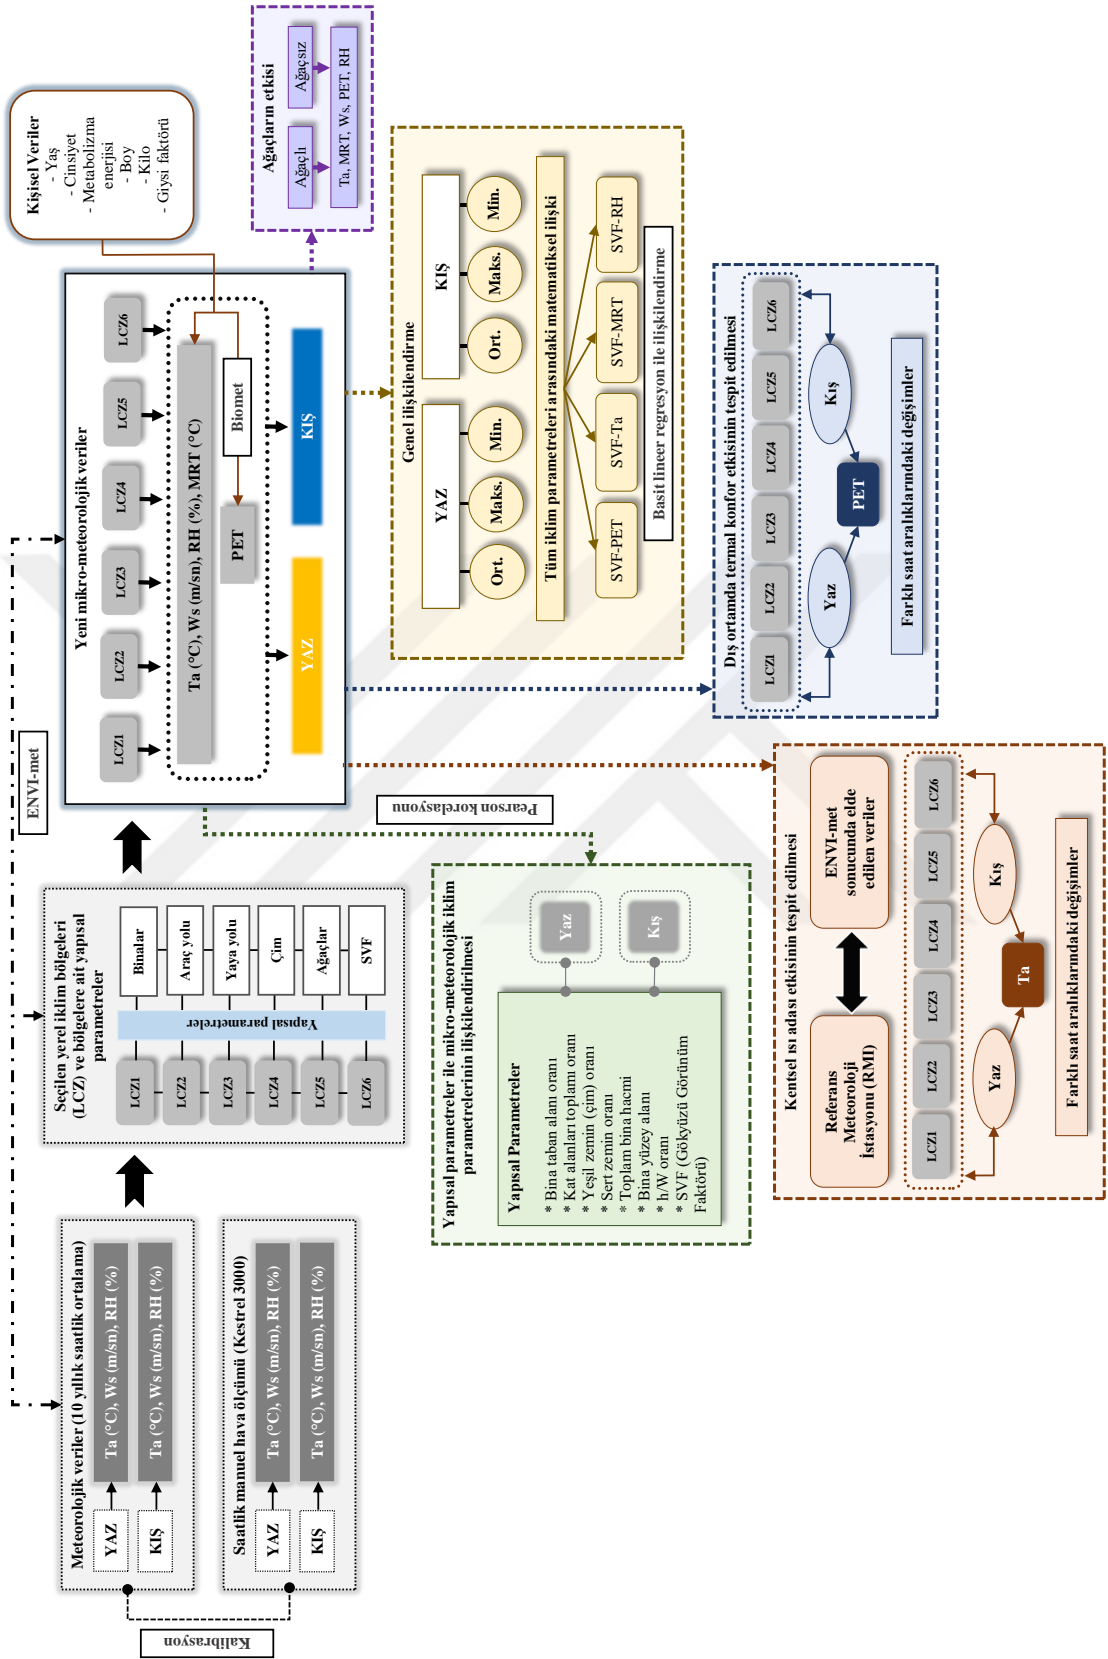 Kalibrasyon
Meteorolojik veriler (10 yıllık saatlik ortalama)
YAZ
Ta (°C), Ws (m/sn), RH (%)
KIŞ
Ta (°C), Ws (m/sn), RH (%)
Saatlik manuel hava ölçümü (Kestrel 3000)
YAZ
Ta (°C), Ws (m/sn), RH (%)
KIŞ
Ta (°C), Ws (m/sn), RH (%)
ENVI-met
Seçilen yerel iklim bölgeleri
(LCZ) ve bölgelere ait yapısal
parametreler
LCZ1
LCZ2
LCZ3
LCZ4
LCZ5
LCZ6
Yapısal parametreler
Binalar
Araç yolu
Yaya yolu
Çim
Ağaçlar
SVF
Yeni mikro-meteorolojik veriler
LCZ1
LCZ2
LCZ3
LCZ4
LCZ5
LCZ6
Ta (°C), Ws (m/sn), RH (%), MRT (°C)
PET
Biomet
YAZ
KIŞ
Kişisel Veriler
- Yaş
- Cinsiyet
- Metabolizma
enerjisi
- Boy
- Kilo
- Giysi faktörü
Ağaçların etkisi
Ağaçlı
Ağaçsız
Ta, MRT, Ws, PET, RH
Genel ilişkilendirme
YAZ
KIŞ
Ort.
Maks.
Min.
Ort.
Maks.
Min.
Tüm iklim parametreleri arasındaki matematiksel ilişki
SVF-PET
SVF-Ta
SVF-MRT
SVF-RH
Basit lineer regresyon ile ilişkilendirme
Pearson korelasyonu
Yapısal parametreler ile mikro-meteorolojik iklim
parametrelerinin ilişkilendirilmesi
Yapısal Parametreler
* Bina taban alanı oranı
* Kat alanları toplamı oranı
* Yeşil zemin (çim) oranı
* Sert zemin oranı
* Toplam bina hacmi
* Bina yüzey alanı
* h/W oranı
* SVF (Gökyüzü Görünüm
Faktörü)
Yaz
Kış
Dış ortamda termal konfor etkisinin tespit edilmesi
LCZ1
LCZ2
LCZ3
LCZ4
LCZ5
LCZ6
Yaz
Kış
PET
Farklı saat aralıklarındaki değişimler
Kentsel ısı adası etkisinin tespit edilmesi
Referans
Meteoroloji
İstasyonu (RMI)
ENVI-met
sonucunda elde
edilen veriler
LCZ1
LCZ2
LCZ3
LCZ4
LCZ5
LCZ6
Yaz
Kış
Ta
Farklı saat aralıklarındaki değişimler